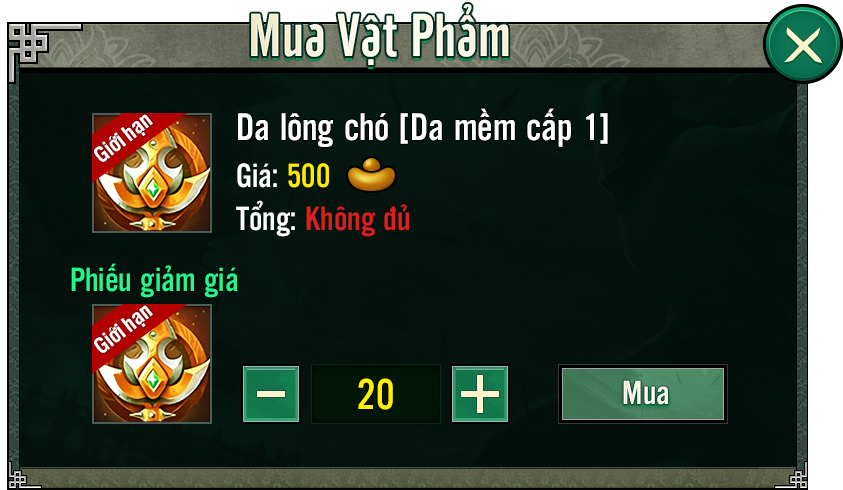 Mua Vật Phẩm
Giới hạn
Da lông chó [Da mềm cấp 1]
Giá: 500
Tổng: Không đủ
Phiếu giảm giá
Giới hạn
20
Mua